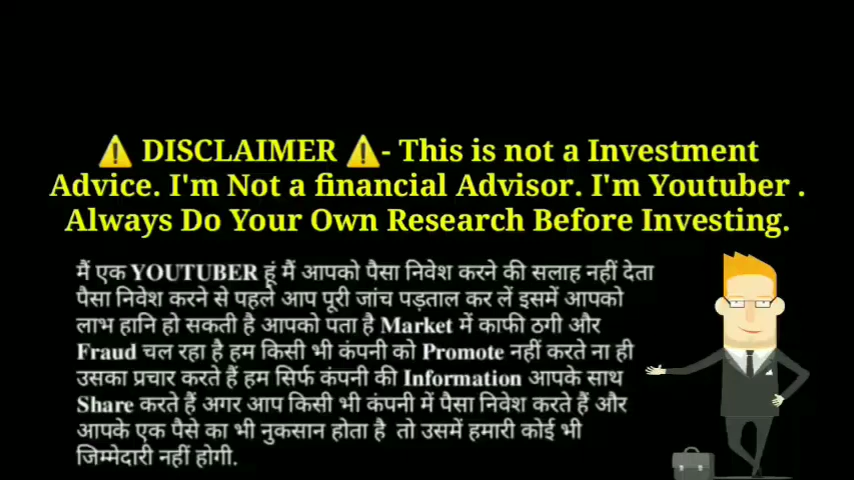 ⚠️ DISCLAIMER ⚠️- This is not a Investment
Advice. I'm Not a financial Advisor. I'm Youtuber .
Always Do Your Own Research Before Investing.
मैं एक YOUTUBER हूं मैं आपको पैसा निवेश करने की सलाह नहीं देता
पैसा निवेश करने से पहले आप पूरी जांच पड़ताल कर लें इसमें आपको
लाभ हानि हो सकती है आपको पता है Market में काफी ठगी और
Fraud चल रहा है हम किसी भी कंपनी को Promote नहीं करते ना ही
उसका प्रचार करते हैं हम सिर्फ कंपनी की Information आपके साथ
Share करते हैं अगर आप किसी भी कंपनी में पैसा निवेश करते हैं और
आपके एक पैसे का भी नुकसान होता है तो उसमें हमारी कोई भी
जिम्मेदारी नहीं होगी.